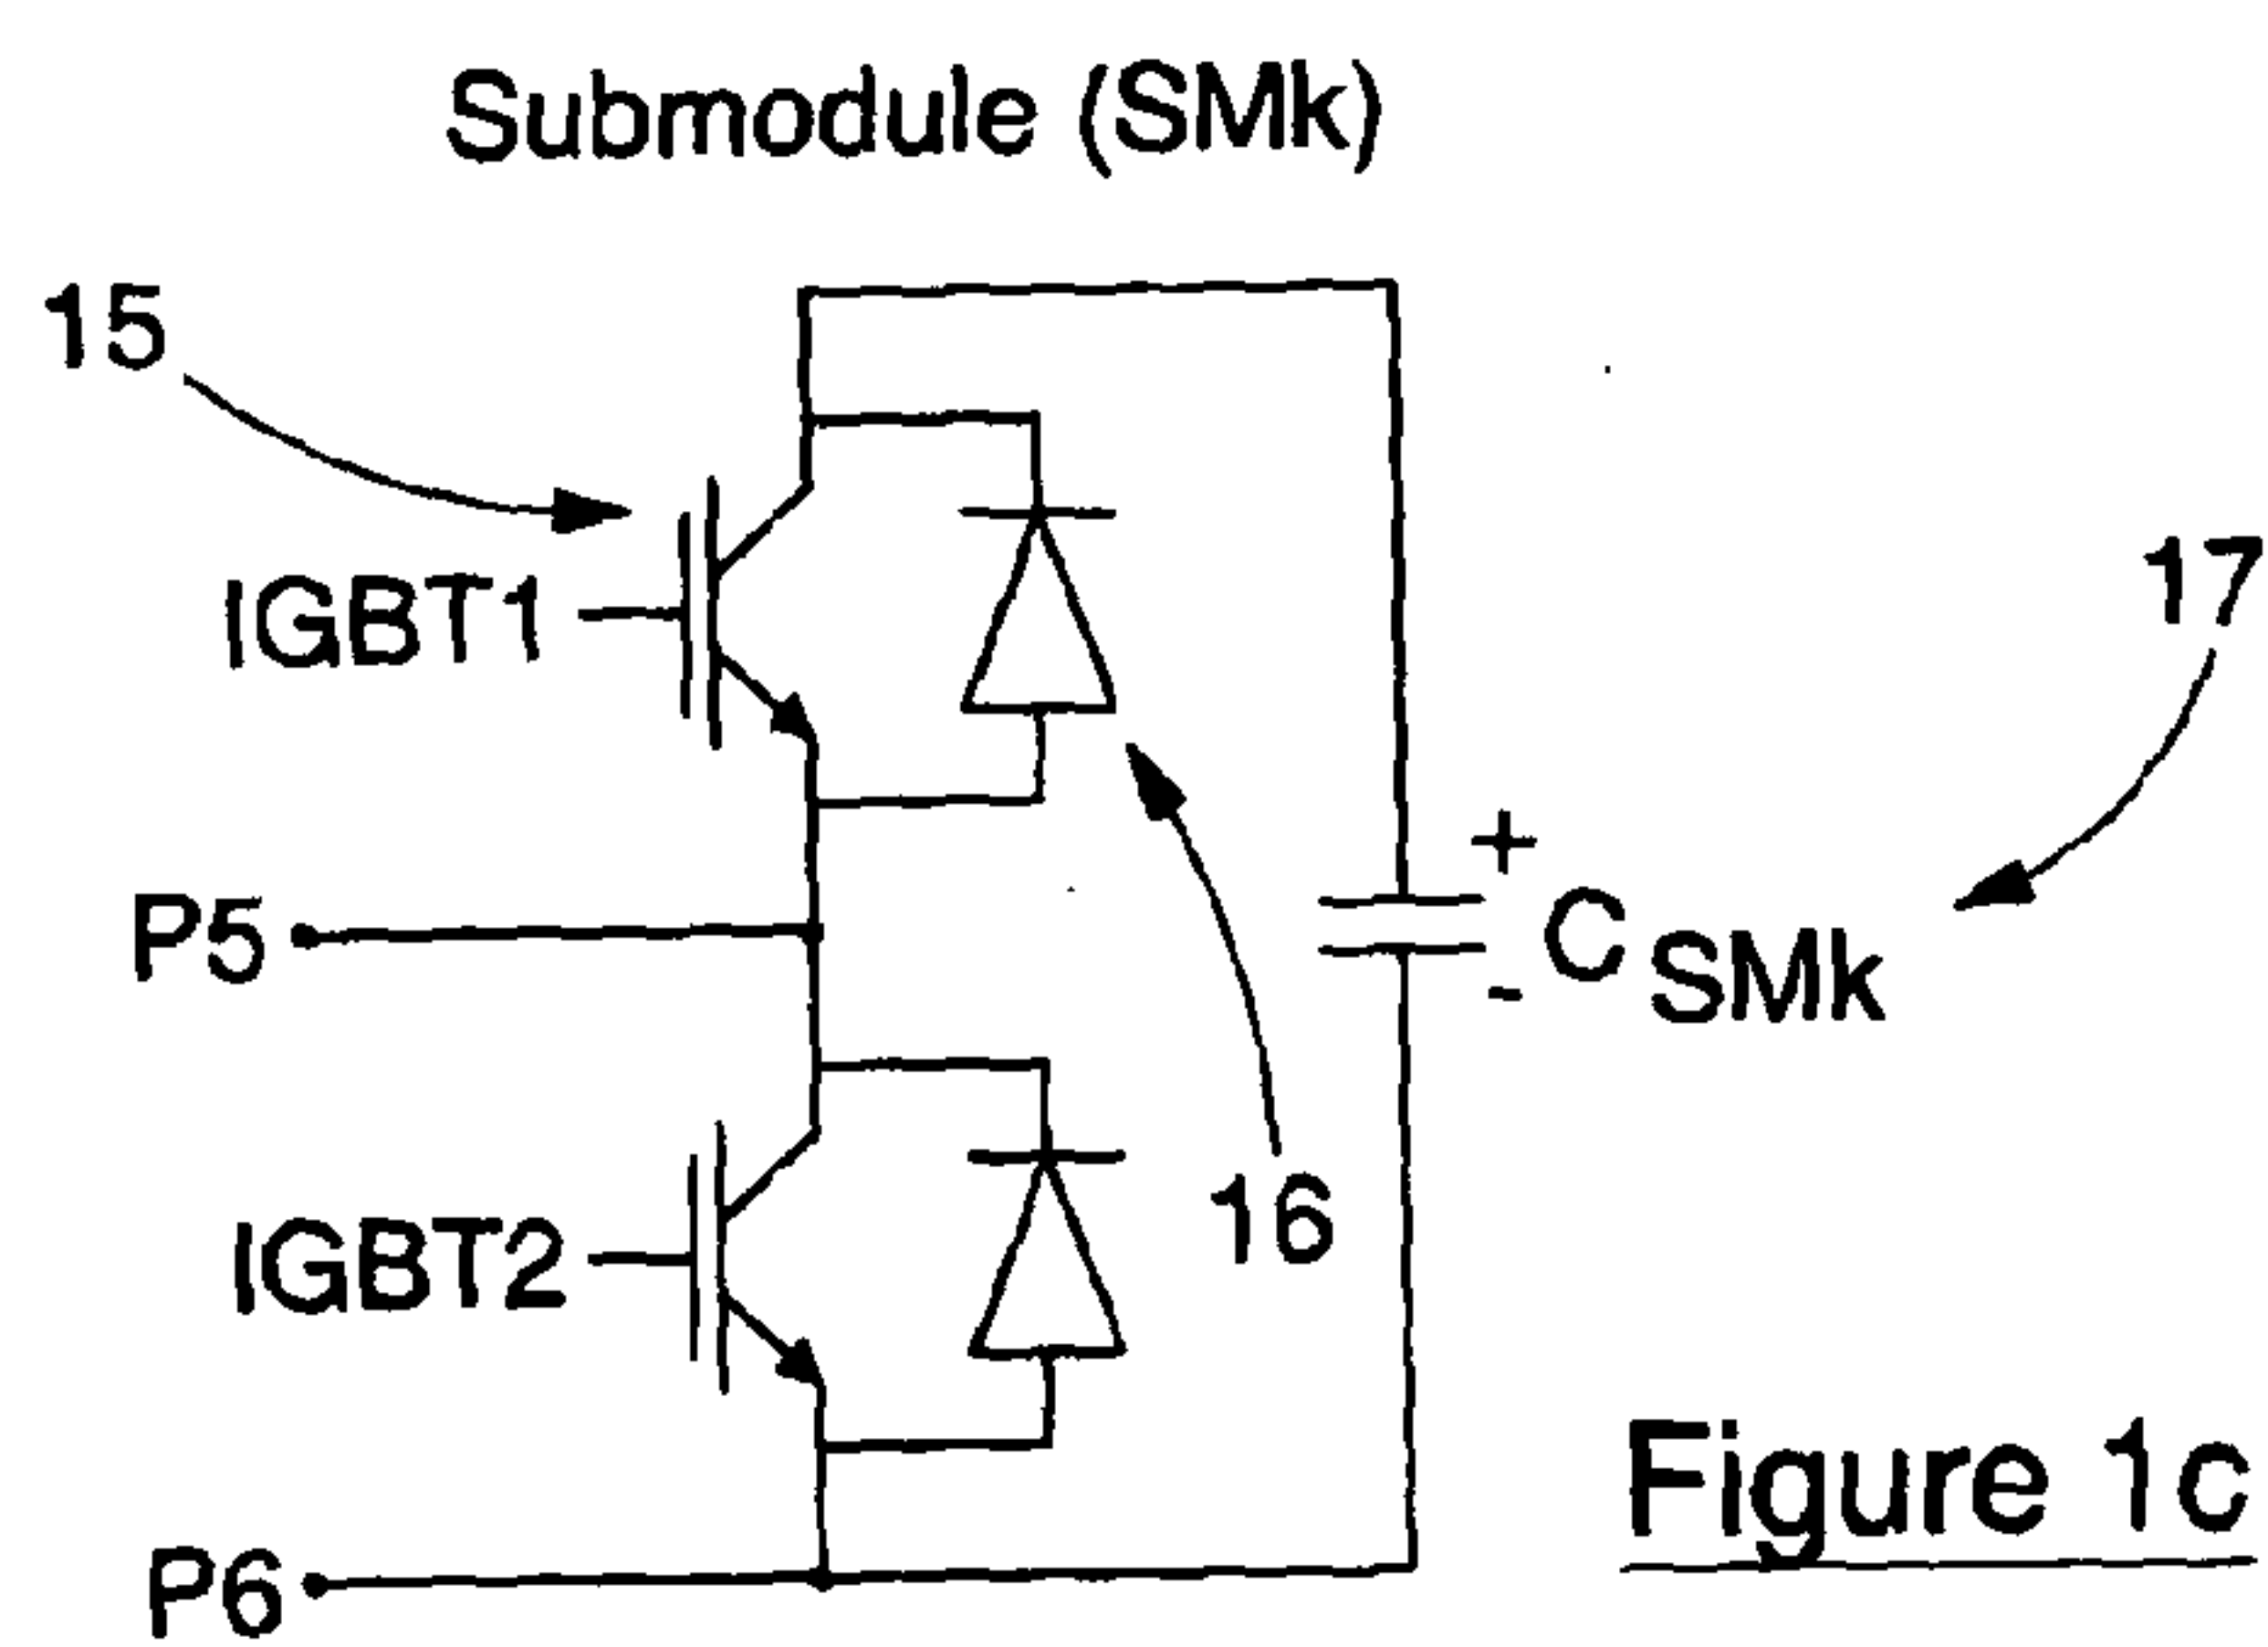 Submodule (SMk)
15
IGBT1
17
+
P5
C SMk
-
16
IGBT2
Figure 1c
P6